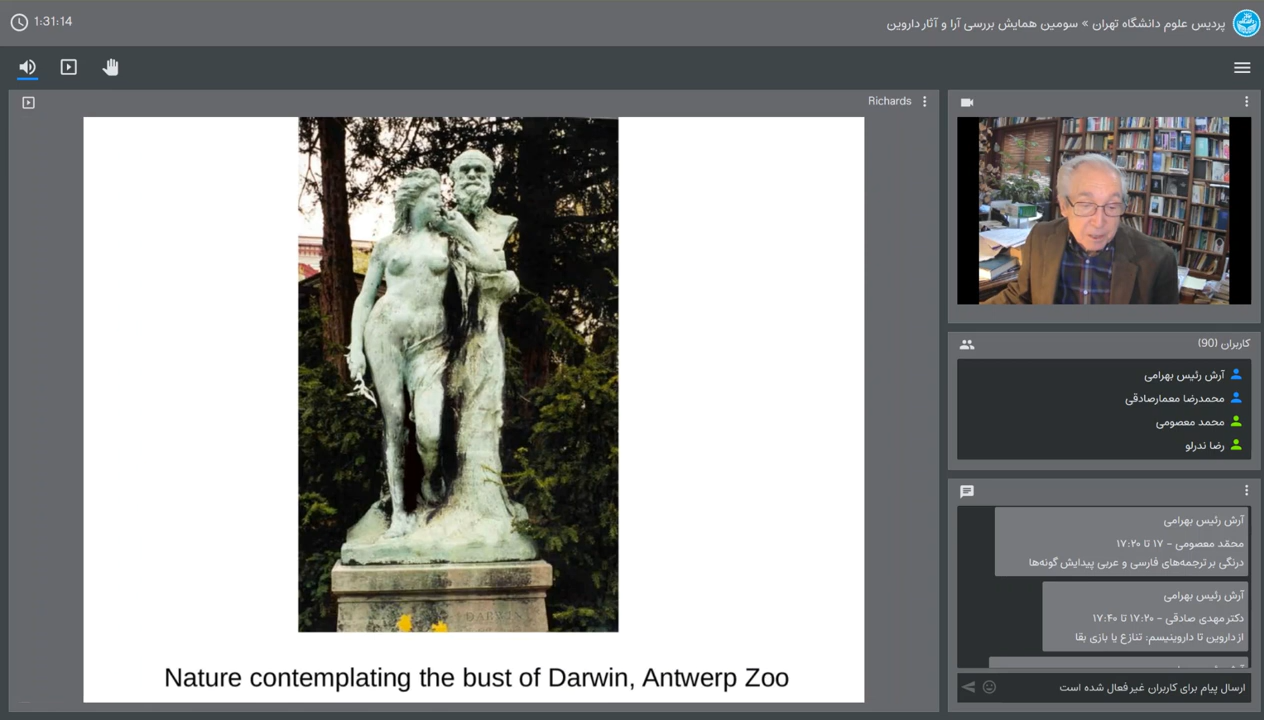 1:31:14
پردیس علوم دانشگاه تهران » سومین همایش بررسی آرا و آثار داروین
Richards
DARWIN
Nature contemplating the bust of Darwin, Antwerp Zoo
کاربران (90)
آرش رئیس بهرامی
محمدرضا معمارصادقی
محمد معصومی
رضا ندرلو
آرش رئیس بهرامی
محمّد معصومی - ۱۷ تا ۱۷:۲۰
درنگی بر ترجمه‌های فارسی و عربی پیدایش گونه‌ها
آرش رئیس بهرامی
دکتر مهدی صادقی - ۱۷:۲۰ تا ۱۷:۴۰
از داروین تا داروینیسم: تنازع یا بازی بقا
ارسال پیام برای کاربران غیر فعال شده است